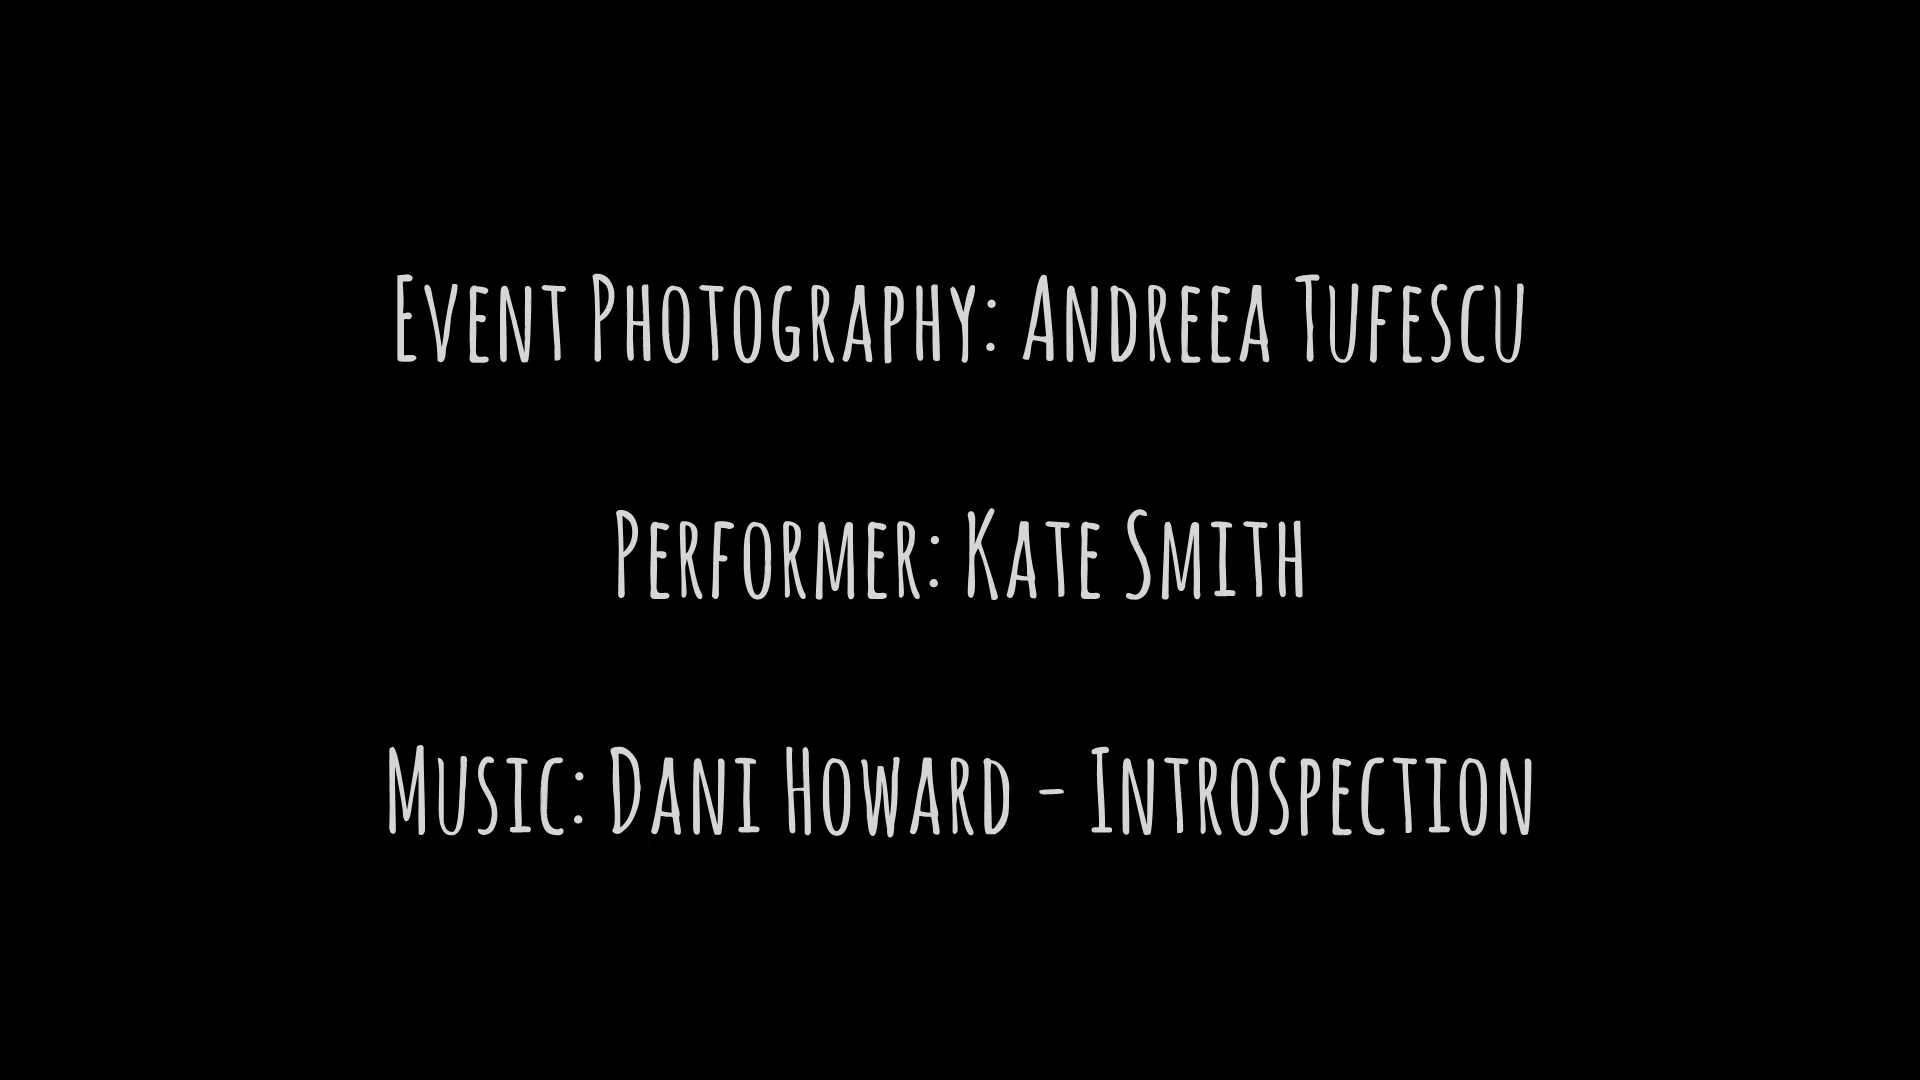 Event Photography: Andreea Tufescu
Performer: Kate Smith
Music: Dani Howard - Introspection